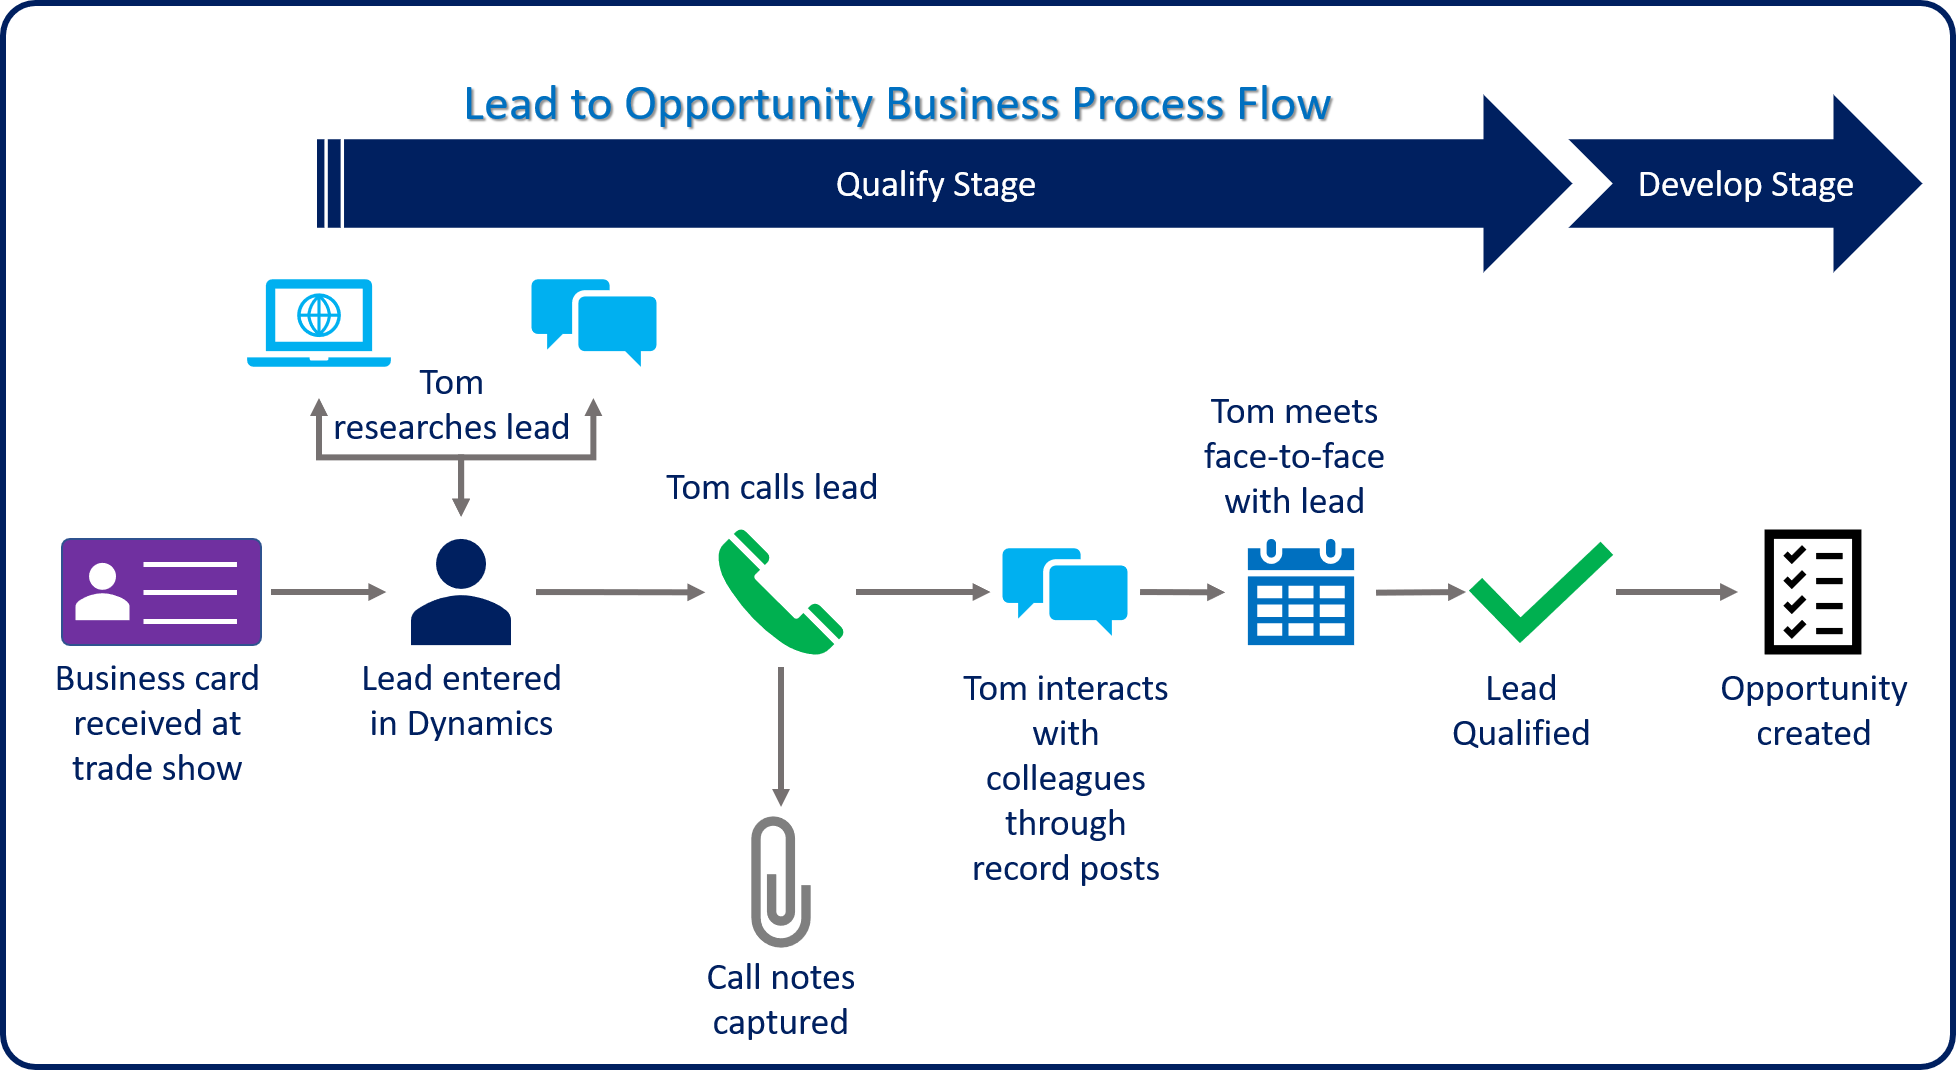 Lead to Opportunity Business Process Flow
Qualify Stage
Develop Stage
Tom
researches lead
Tom calls lead
Tom meets
face-to-face
with lead
Business card
received at
trade show
Lead entered
in Dynamics
Tom interacts
with
colleagues
through
record posts
Lead
Qualified
Opportunity
created
Call notes
captured